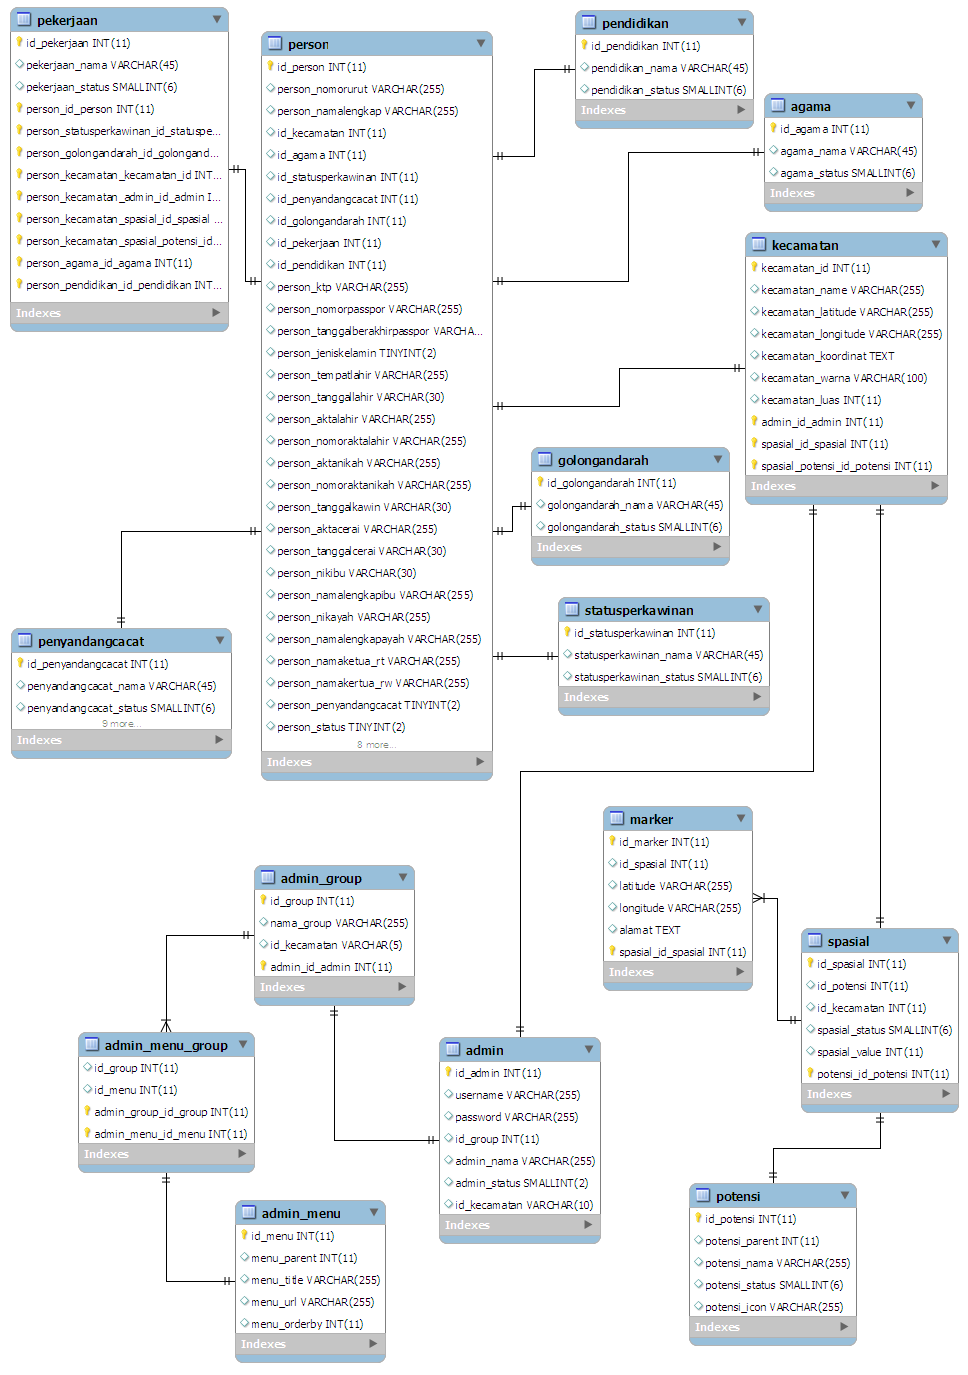 pekerjaan
id_pekerjaan INT(11)
pekerjaan_nama VARCHAR(45)
pekerjaan_status SMALLINT(6)
person_id_person INT(11)
person_statusperkawinan_id_statuspe...
person_golongandarah_id_golongand...
person_kecamatan_kecamatan_id INT...
person_kecamatan_admin_id_admin I...
person_kecamatan_spasial_id_spasial ...
person_kecamatan_spasial_potensi_id...
person_agama_id_agama INT(11)
person_pendidikan_id_pendidikan INT...
Indexes
person
id_person INT(11)
person_nomorurut VARCHAR(255)
person_namalengkap VARCHAR(255)
id_kecamatan INT(11)
id_agama INT(11)
id_statusperkawinan INT(11)
id_penyandangcacat INT(11)
id_golongandarah INT(11)
id_pekerjaan INT(11)
id_pendidikan INT(11)
person_ktp VARCHAR(255)
person_nomorpasspor VARCHAR(255)
person_tanggalberakhirpasspor VARCHA...
person_jeniskelamin TINYINT(2)
person_tempatlahir VARCHAR(255)
person_tanggallahir VARCHAR(30)
person_aktalahir VARCHAR(255)
person_nomoraktalahir VARCHAR(255)
person_aktanikah VARCHAR(255)
person_nomoraktanikah VARCHAR(255)
person_tanggalkawin VARCHAR(30)
person_aktacerai VARCHAR(255)
person_tanggalcerai VARCHAR(30)
person_nikibu VARCHAR(30)
person_namalengkapibu VARCHAR(255)
person_nikayah VARCHAR(255)
person_namalengkapayah VARCHAR(255)
person_namaketua_rt VARCHAR(255)
person_namakertua_rw VARCHAR(255)
person_penyandangcacat TINYINT(2)
person_status TINYINT(2)
8 more...
Indexes
pendidikan
id_pendidikan INT(11)
pendidikan_nama VARCHAR(45)
pendidikan_status SMALLINT(6)
Indexes
agama
id_agama INT(11)
agama_nama VARCHAR(45)
agama_status SMALLINT(6)
Indexes
kecamatan
kecamatan_id INT(11)
kecamatan_name VARCHAR(255)
kecamatan_latitude VARCHAR(255)
kecamatan_longitude VARCHAR(255)
kecamatan_koordinat TEXT
kecamatan_warna VARCHAR(100)
kecamatan_luas INT(11)
admin_id_admin INT(11)
spasial_id_spasial INT(11)
spasial_potensi_id_potensi INT(11)
Indexes
golongandarah
id_golongandarah INT(11)
golongandarah_nama VARCHAR(45)
golongandarah_status SMALLINT(6)
Indexes
statusperkawinan
id_statusperkawinan INT(11)
statusperkawinan_nama VARCHAR(45)
statusperkawinan_status SMALLINT(6)
Indexes
penyandangcacat
id_penyandangcacat INT(11)
penyandangcacat_nama VARCHAR(45)
penyandangcacat_status SMALLINT(6)
9 more...
Indexes
marker
id_marker INT(11)
id_spasial INT(11)
latitude VARCHAR(255)
longitude VARCHAR(255)
alamat TEXT
spasial_id_spasial INT(11)
Indexes
admin_group
id_group INT(11)
nama_group VARCHAR(255)
id_kecamatan VARCHAR(5)
admin_id_admin INT(11)
Indexes
spasial
id_spasial INT(11)
id_potensi INT(11)
id_kecamatan INT(11)
spasial_status SMALLINT(6)
spasial_value INT(11)
potensi_id_potensi INT(11)
Indexes
admin_menu_group
id_group INT(11)
id_menu INT(11)
admin_group_id_group INT(11)
admin_menu_id_menu INT(11)
Indexes
admin
id_admin INT(11)
username VARCHAR(255)
password VARCHAR(255)
id_group INT(11)
admin_nama VARCHAR(255)
admin_status SMALLINT(2)
id_kecamatan VARCHAR(10)
Indexes
admin_menu
id_menu INT(11)
menu_parent INT(11)
menu_title VARCHAR(255)
menu_url VARCHAR(255)
menu_orderby INT(11)
Indexes
potensi
id_potensi INT(11)
potensi_parent INT(11)
potensi_nama VARCHAR(255)
potensi_status SMALLINT(6)
potensi_icon VARCHAR(255)
Indexes